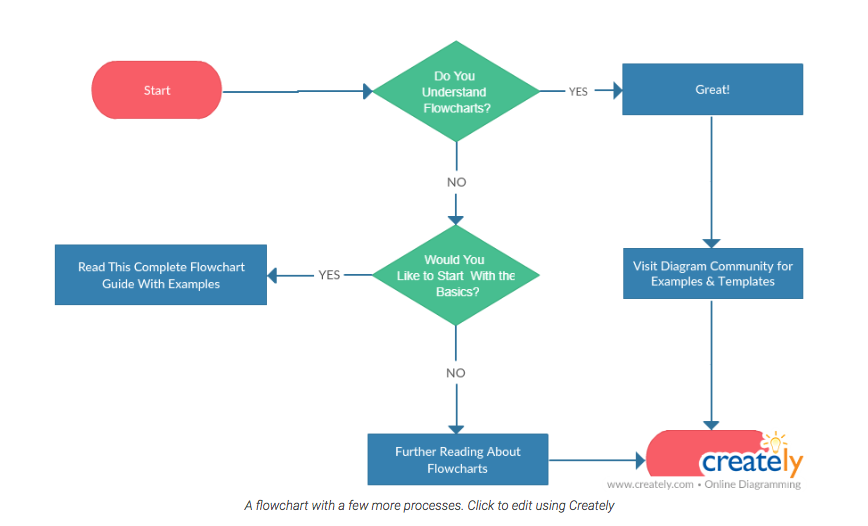 Start
Do You
Understand
Flowcharts?
YES
Great!
NO
Read This Complete Flowchart
Guide With Examples
YES
Would You
Like to Start With the
Basics?
Visit Diagram Community for
Examples & Templates
NO
Further Reading About
Flowcharts
creately
www.creately.com • Online Diagramming
A flowchart with a few more processes. Click to edit using Creately